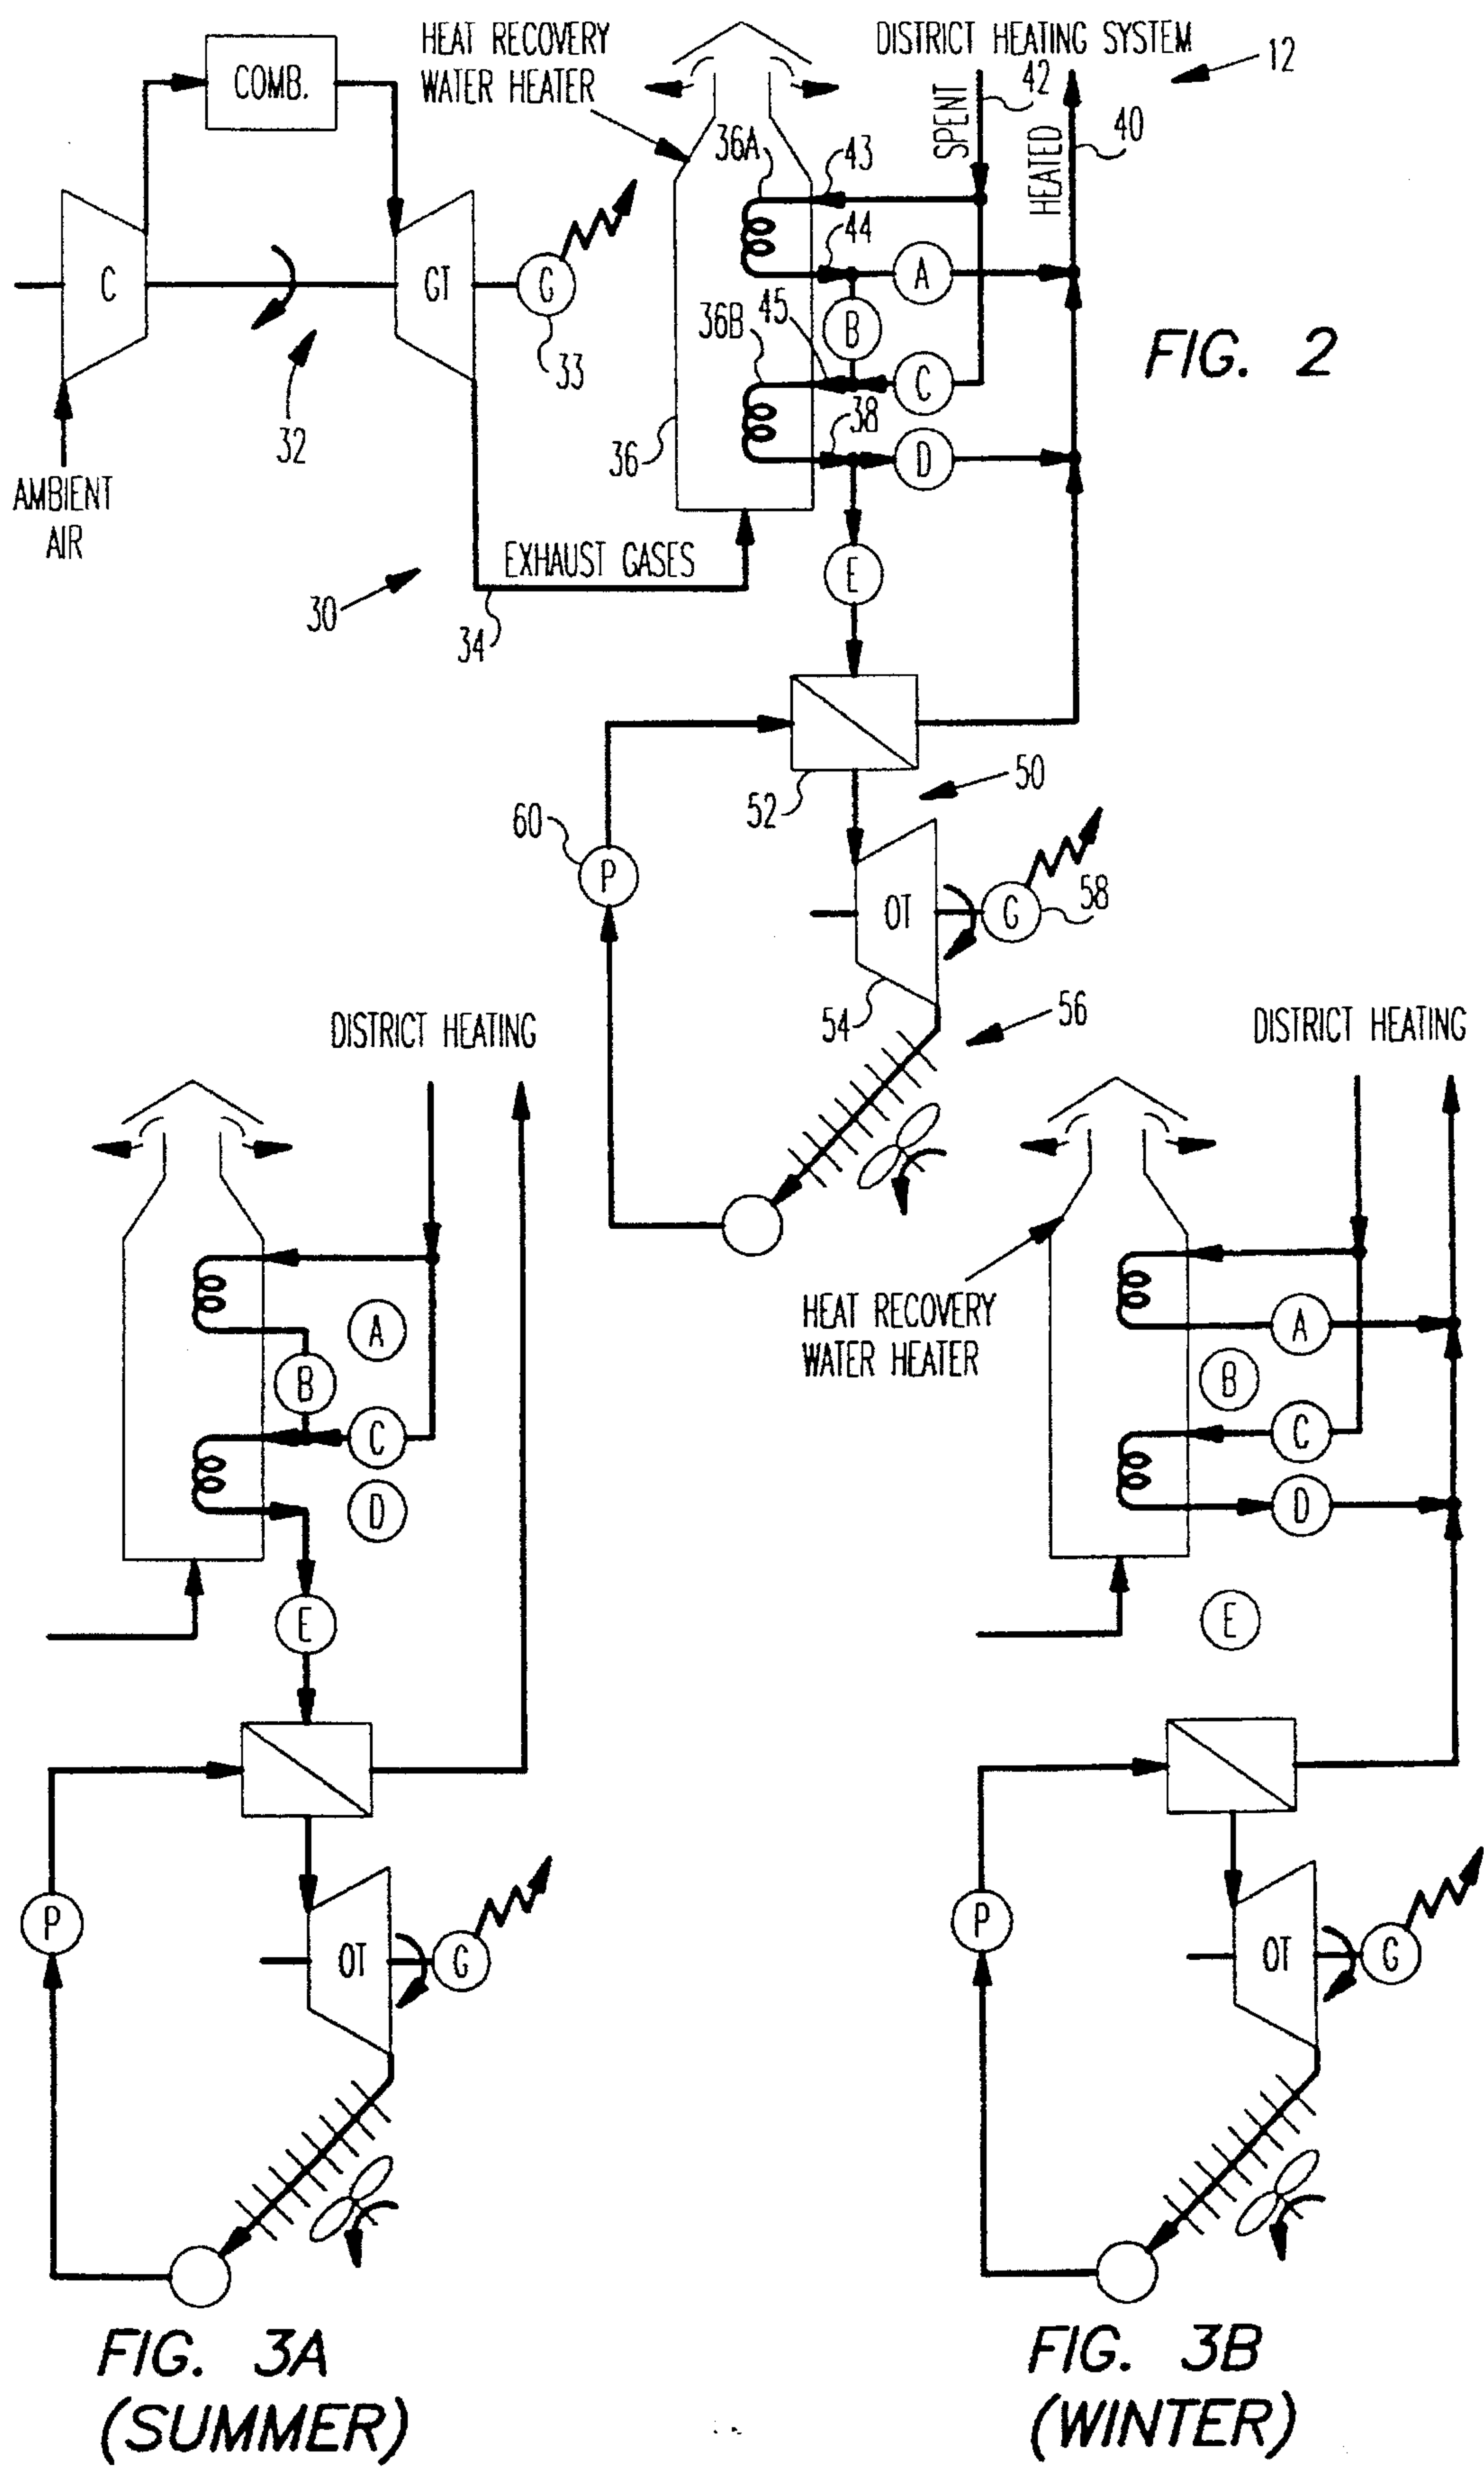 HEAT RECOVERY
WATER HEATER
DISTRICT HEATING SYSTEM
12
COMB.
SPENT
42
HEATED
40
36A
43
44
C
GT
G
33
A
36B
45
B
C
FIG. 2
32
36
38
D
AMBIENT
AIR
EXHAUST GASES
30
34
E
52
50
60
P
OT
G
58
54
56
DISTRICT HEATING
A
B
C
D
E
P
OT
G
FIG. 3A
(SUMMER)
DISTRICT HEATING
HEAT RECOVERY
WATER HEATER
A
B
C
D
E
P
OT
G
FIG. 3B
(WINTER)